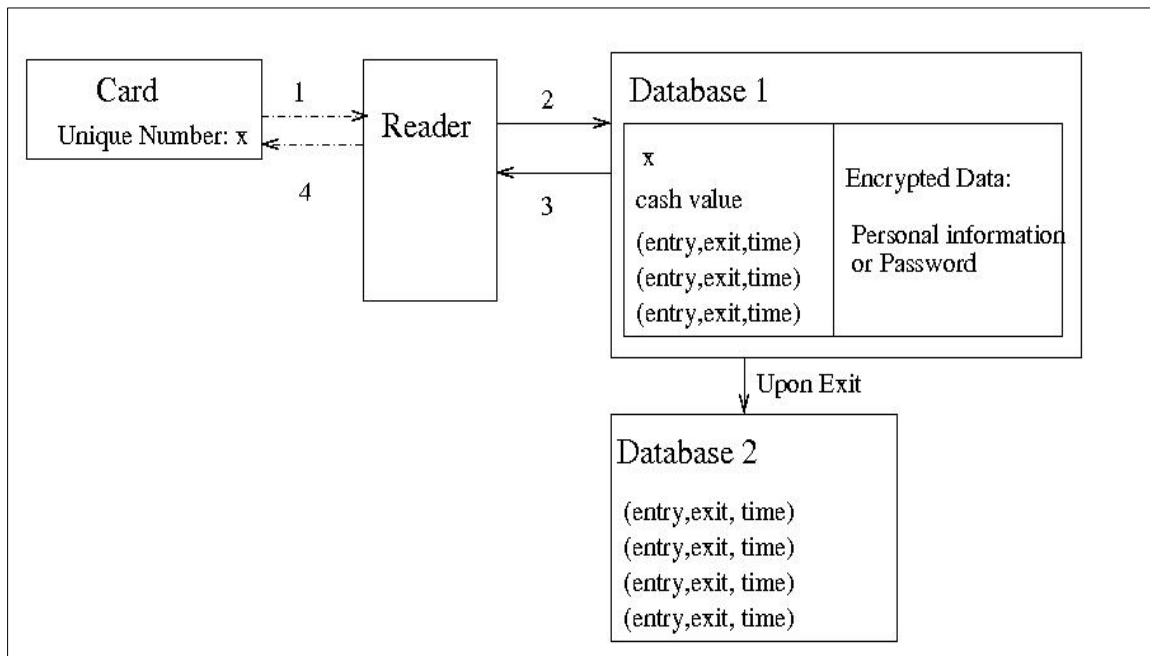 Card
Unique Number: x
1
4
Reader
2
3
Database 1
x
cash value
(entry,exit,time)
(entry,exit,time)
(entry,exit,time)
Encrypted Data:
Personal information
or Password
Upon Exit
Database 2
(entry,exit, time)
(entry,exit, time)
(entry,exit, time)
(entry,exit, time)